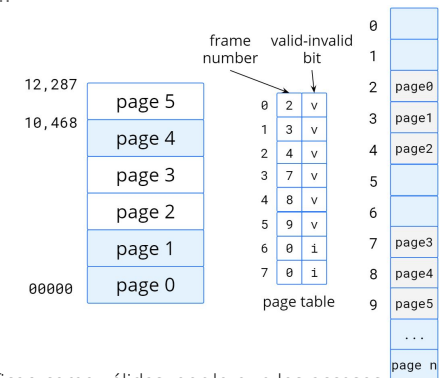 12,287
10,468
00000
page 5
page 4
page 3
page 2
page 1
page 0
frame number
valid-invalid bit
0 2 v
1 3 v
2 4 v
3 7 v
4 8 v
5 9 v
6 0 i
7 0 i
page table
0
1
2 page0
3 page1
4 page2
5
6
7 page3
8 page4
9 page5
...
page n